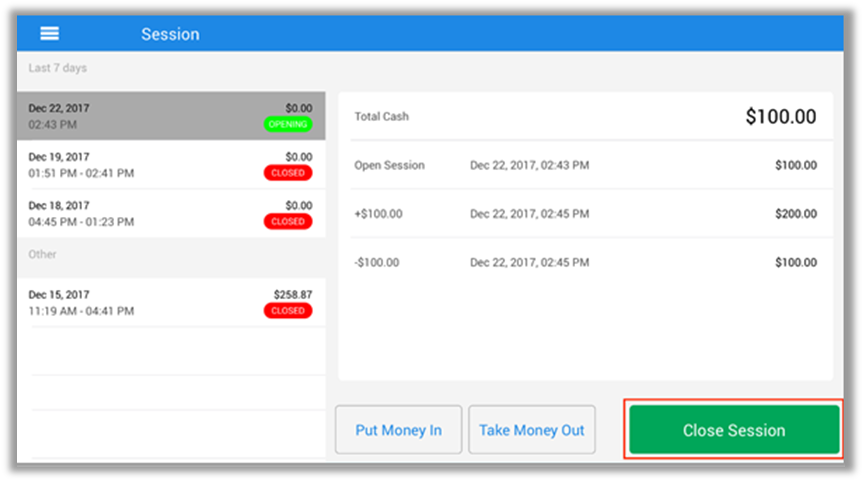 Session
Last 7 days
Dec 22, 2017 $0.00
02:43 PM OPENING
Dec 19, 2017 $0.00
01:51 PM - 02:41 PM CLOSED
Dec 18, 2017 $0.00
04:45 PM - 01:23 PM CLOSED
Other
Dec 15, 2017 $258.87
11:19 AM - 04:41 PM CLOSED
Total Cash $100.00
Open Session Dec 22, 2017, 02:43 PM $100.00
+$100.00 Dec 22, 2017, 02:45 PM $200.00
-$100.00 Dec 22, 2017, 02:45 PM $100.00
Put Money In Take Money Out Close Session